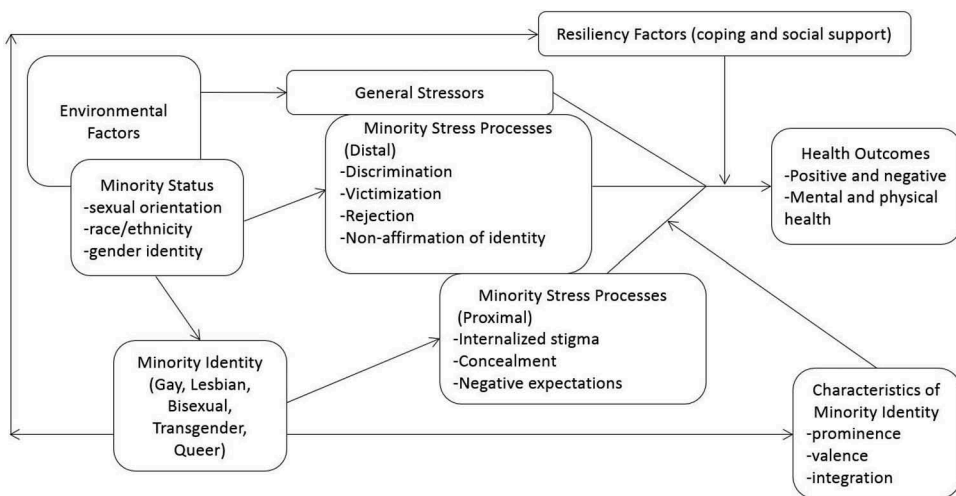 Resiliency Factors (coping and social support)
General Stressors
Environmental
Factors
Minority Stress Processes
(Distal)
-Discrimination
-Victimization
-Rejection
-Non-affirmation of identity
Health Outcomes
-Positive and negative
-Mental and physical
health
Minority Status
-sexual orientation
-race/ethnicity
-gender identity
Minority Stress Processes
(Proximal)
-Internalized stigma
-Concealment
-Negative expectations
Minority Identity
(Gay, Lesbian,
Bisexual,
Transgender,
Queer)
Characteristics of
Minority Identity
-prominence
-valence
-integration